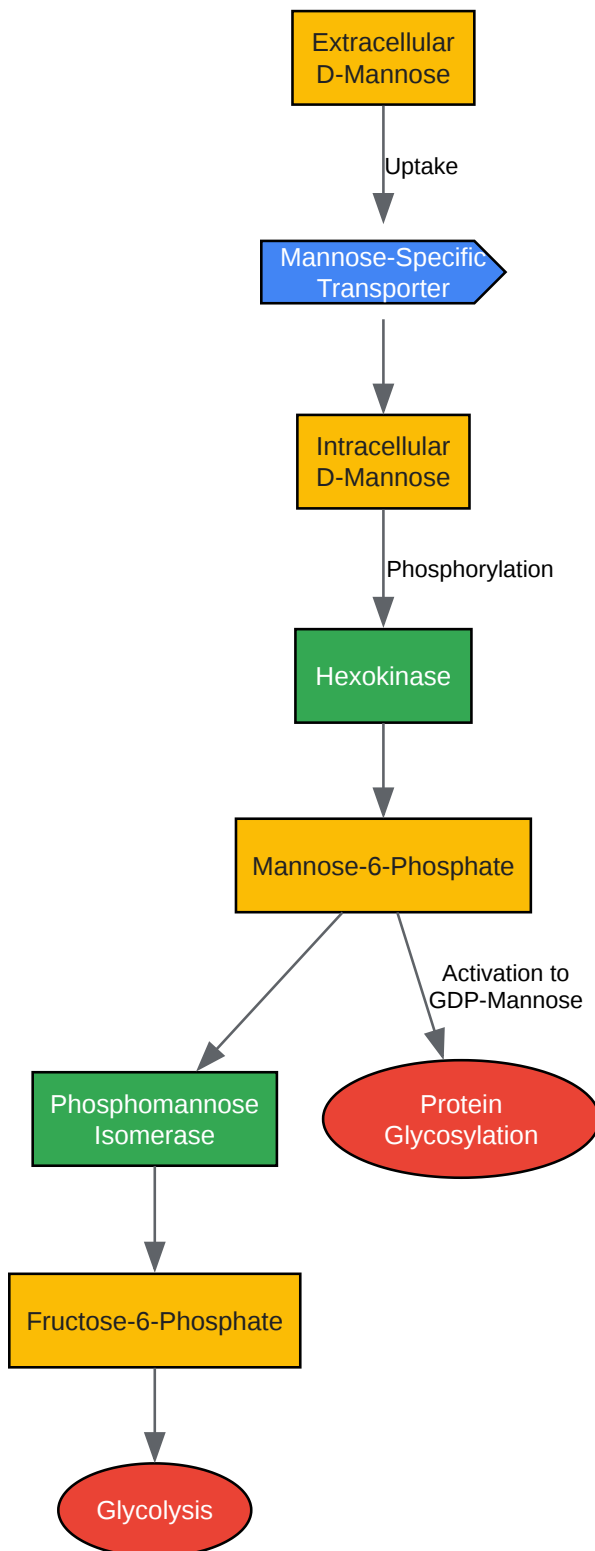 Extracellular
D-Mannose
Uptake
Mannose-Specific
Transporter
Intracellular
D-Mannose
Phosphorylation
Hexokinase
Mannose-6-Phosphate
Activation to
GDP-Mannose
Phosphomannose
Isomerase
Protein
Glycosylation
Fructose-6-Phosphate
Glycolysis